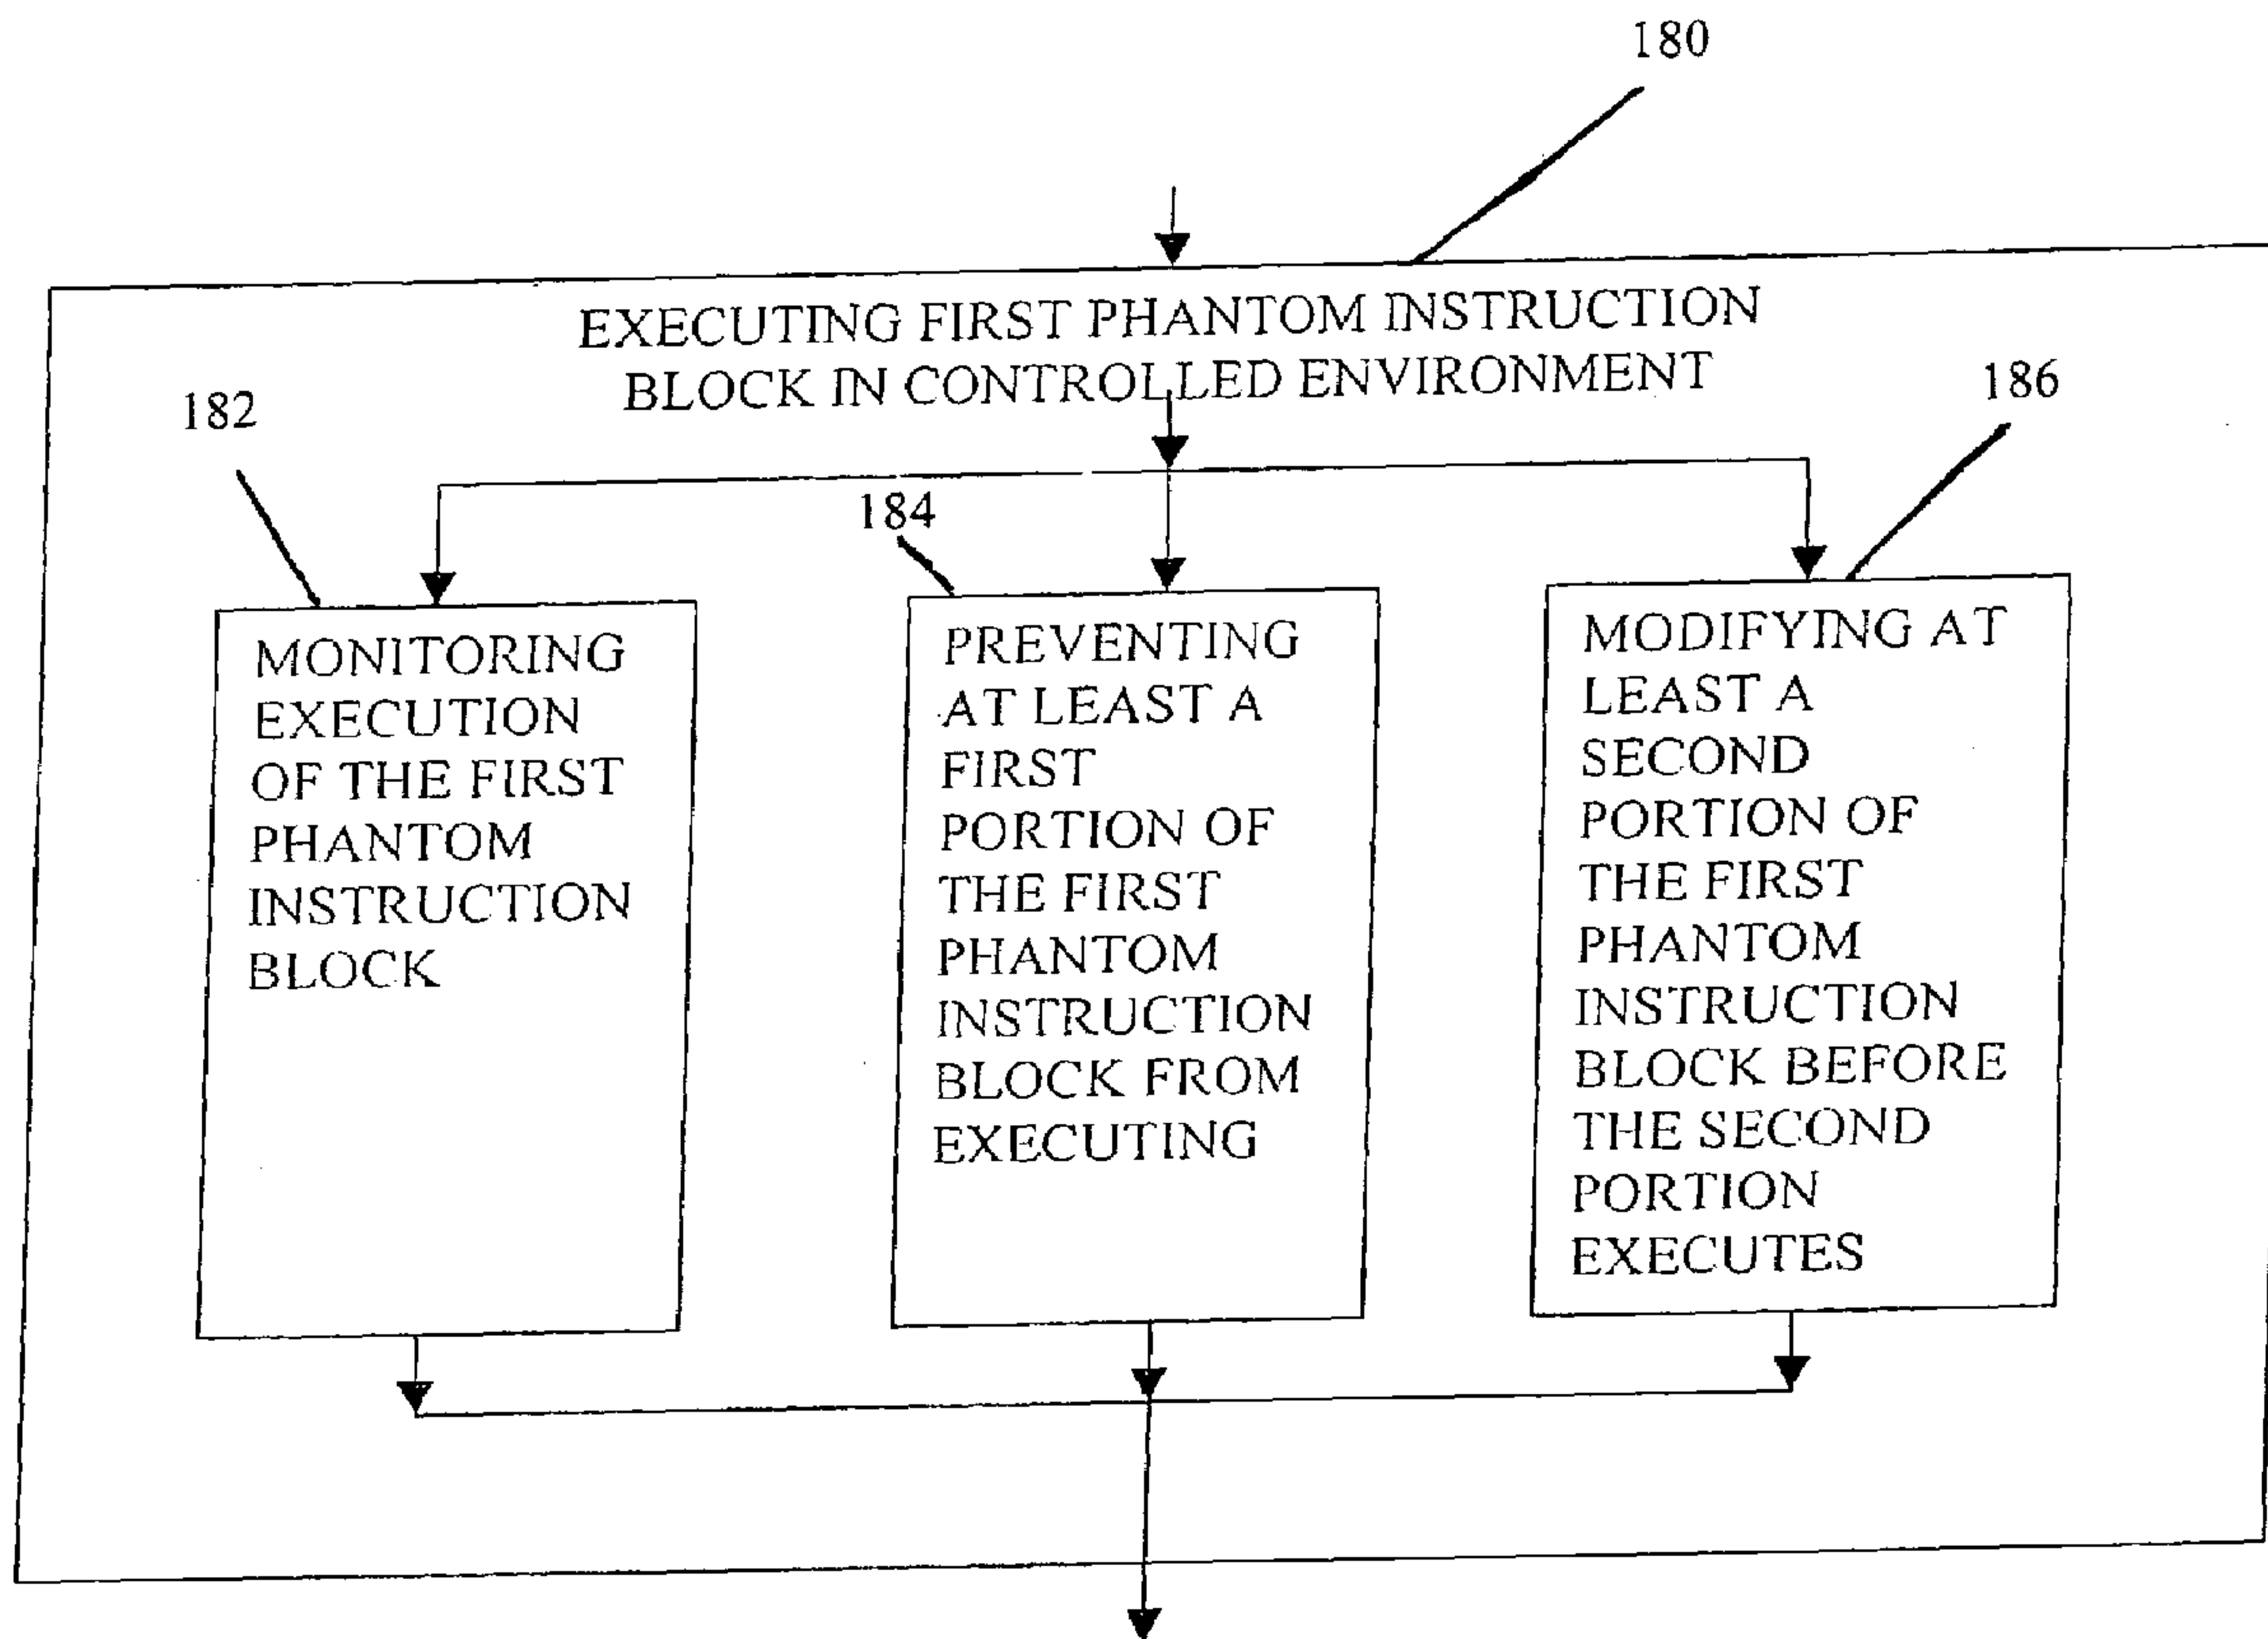 180
EXECUTING FIRST PHANTOM INSTRUCTION
BLOCK IN CONTROLLED ENVIRONMENT
182
184
186
MONITORING
EXECUTION
OF THE FIRST
PHANTOM
INSTRUCTION
BLOCK
PREVENTING
AT LEAST A
FIRST
PORTION OF
THE FIRST
PHANTOM
INSTRUCTION
BLOCK FROM
EXECUTING
MODIFYING AT
LEAST A
SECOND
PORTION OF
THE FIRST
PHANTOM
INSTRUCTION
BLOCK BEFORE
THE SECOND
PORTION
EXECUTES